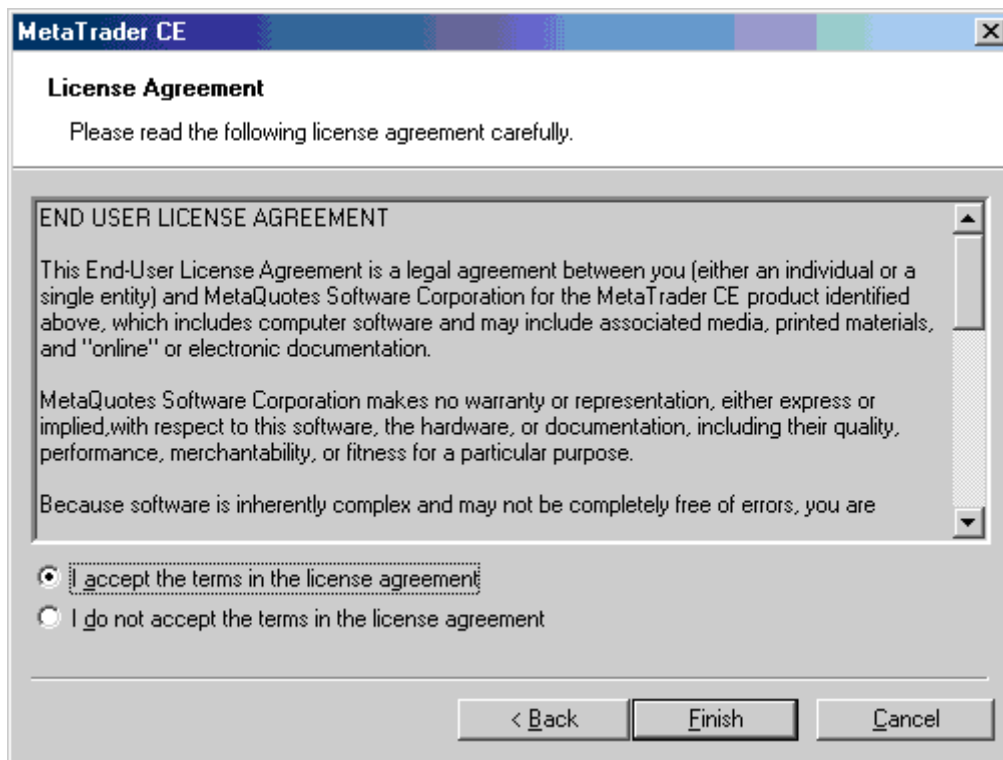 MetaTrader CE
License Agreement
Please read the following license agreement carefully.
END USER LICENSE AGREEMENT
This End-User License Agreement is a legal agreement between you (either an individual or a
single entity) and MetaQuotes Software Corporation for the MetaTrader CE product identified
above, which includes computer software and may include associated media, printed materials,
and "online" or electronic documentation.
MetaQuotes Software Corporation makes no warranty or representation, either express or
implied,with respect to this software, the hardware, or documentation, including their quality,
performance, merchantability, or fitness for a particular purpose.
Because software is inherently complex and may not be completely free of errors, you are
I accept the terms in the license agreement
I do not accept the terms in the license agreement
< Back
Finish
Cancel